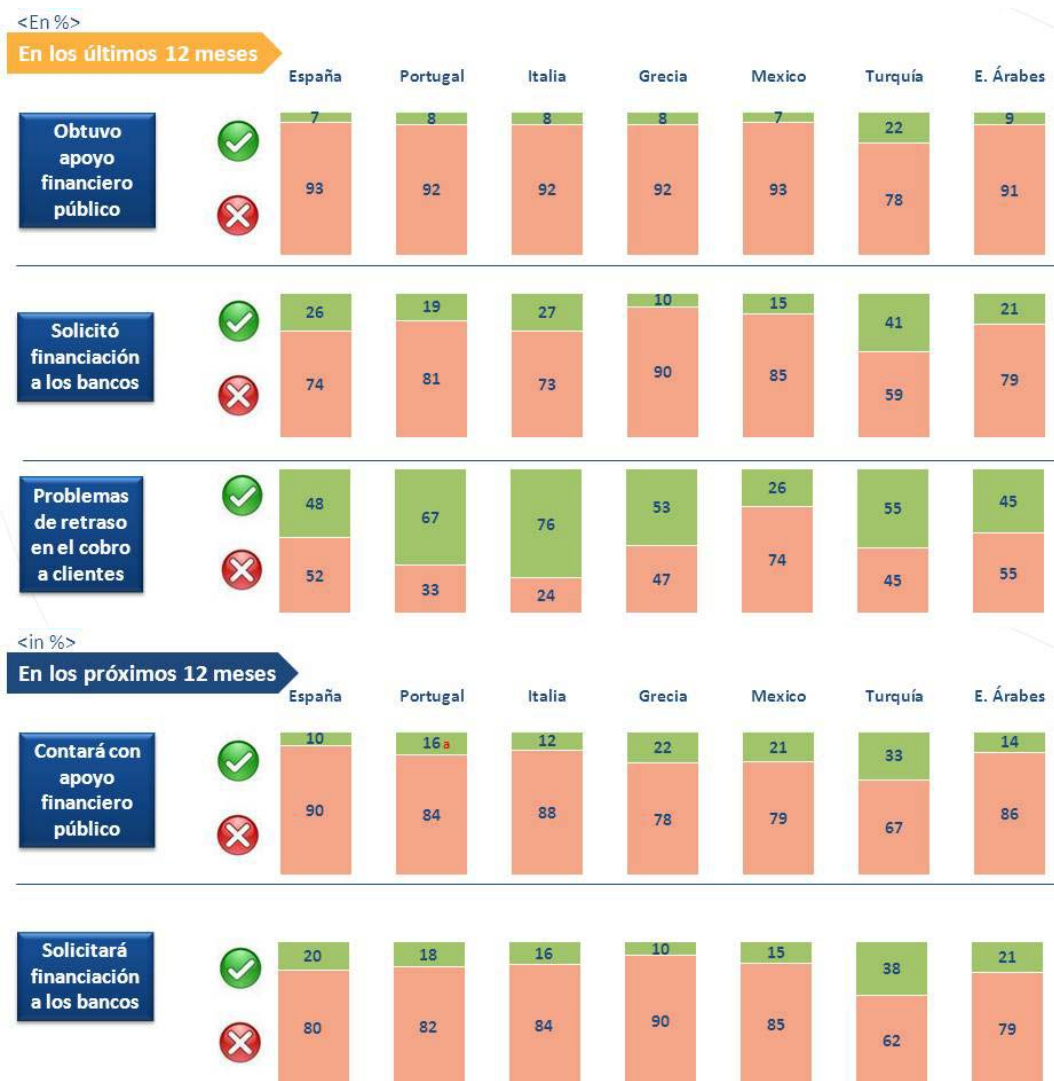 <En %>
En los últimos 12 meses
España Portugal Italia Grecia Mexico Turquía E. Árabes
Obtuvo
apoyo
financiero
público
7 8 8 8 7 22 9
93 92 92 92 93 78 91
Solicitó
financiación
a los bancos
26 19 27 10 15 41 21
74 81 73 90 85 59 79
Problemas
de retraso
en el cobro
a clientes
48 67 76 53 26 55 45
52 33 24 47 74 45 55
<in %>
En los próximos 12 meses
España Portugal Italia Grecia Mexico Turquía E. Árabes
Contará con
apoyo
financiero
público
10 16 a 12 22 21 33 14
90 84 88 78 79 67 86
Solicitará
financiación
a los bancos
20 18 16 10 15 38 21
80 82 84 90 85 62 79